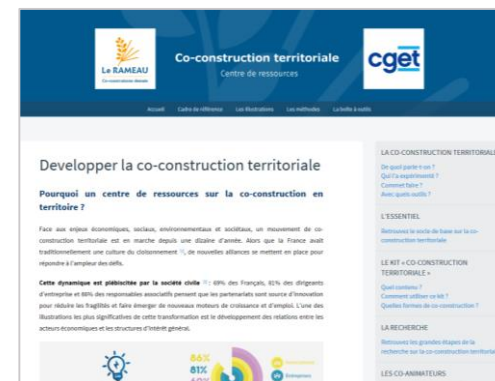 Le RAMEAU
Co-construction territoriale
Centre de ressources
cget
Accueil Cadre de référence Les Illustrations Les méthodes La boîte à outils
Developper la co-construction territoriale
Pourquoi un centre de ressources sur la co-construction en
territoire ?
Face aux enjeux économiques, sociaux, environnementaux et sociétaux, un mouvement de co-
construction territoriale est en marche depuis une dizaine d'année. Alors que la France avait
traditionnellement une culture du cloisonnement , de nouvelles alliances se mettent en place pour
répondre à l'ampleur des défis.
Cette dynamique est plébiscitée par la société civile : 69% des Français, 81% des dirigeants
d'entreprise et 86% des responsables associatifs pensent que les partenariats sont source d'innovation
pour réduire les fragilités et faire émerger de nouveaux moteurs de croissance et d'emploi. L'une des
illustrations les plus significatives de cette transformation est le développement des relations entre les
acteurs économiques et les structures d'intérêt général.
86%
81%
Entrepreneurs
LA CO-CONSTRUCTION TERRITORIALE
De quoi parle-t-on ?
Qui l'a expérimenté ?
Comment faire ?
Avec quels outils ?
L'ESSENTIEL
Retrouvez le socle de base sur la co-
construction territoriale
LE KIT « CO-CONSTRUCTION
TERRITORIALE »
Quel contenu ?
Comment utiliser ce kit ?
Quelles formes de co-construction ?
LA RECHERCHE
Retrouvez les grandes étapes de la
recherche sur la co-construction territoriale
LES CO-ANIMATEURS